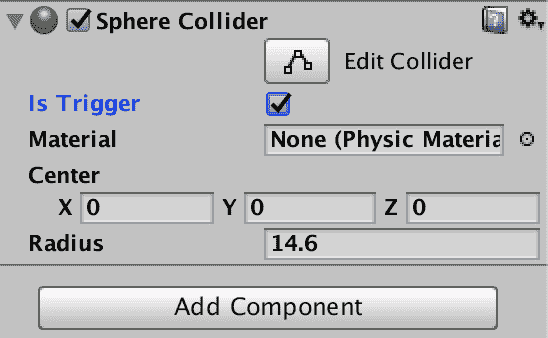 Sphere Collider
Edit Collider
Is Trigger
Material None (Physic Materia
Center
X 0 Y 0 Z 0
Radius 14.6
Add Component